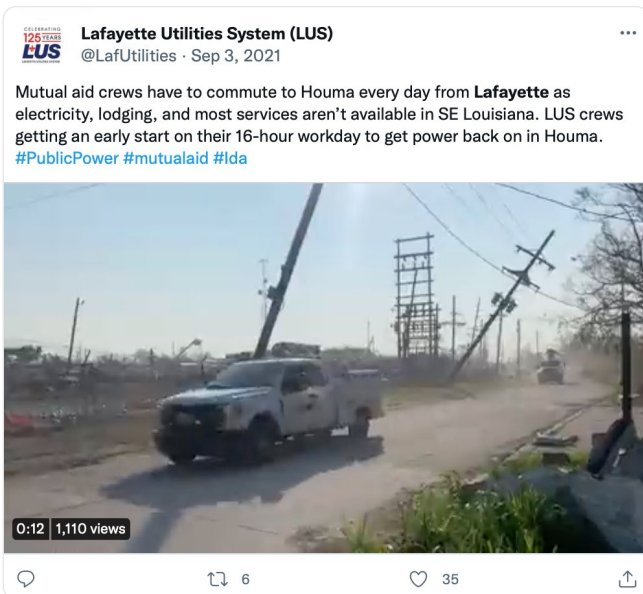 CELEBRATING
125 YEARS
LUS
Lafayette Utilities System (LUS)
@LafUtilities · Sep 3, 2021
Mutual aid crews have to commute to Houma every day from Lafayette as
electricity, lodging, and most services aren’t available in SE Louisiana. LUS crews
getting an early start on their 16-hour workday to get power back on in Houma.
#PublicPower #mutualaid #Ida
0:12 1,110 views
6 35